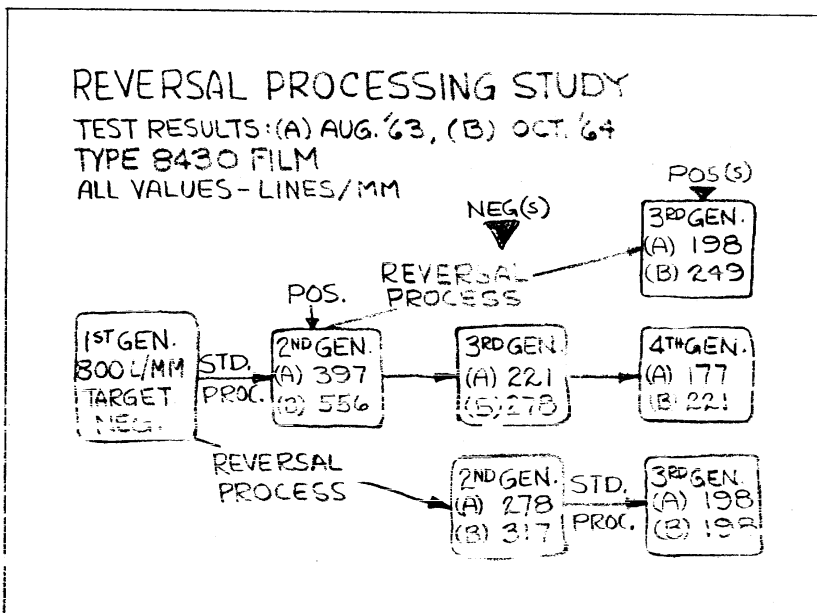 REVERSAL PROCESSING STUDY
TEST RESULTS: (A) AUG. '63, (B) OCT. '64
TYPE 8430 FILM
ALL VALUES - LINES/MM
NEG(S)
POS(S)
3RD GEN.
(A) 198
(B) 249
REVERSAL
PROCESS
POS.
1ST GEN.
800 L/MM
TARGET
NEG.
STD.
PROC.
2ND GEN.
(A) 397
(B) 556
3RD GEN.
(A) 221
(B) 278
4TH GEN.
(A) 177
(B) 221
REVERSAL
PROCESS
2ND GEN.
(A) 278
(B) 317
STD.
PROC.
3RD GEN.
(A) 198
(B) 198